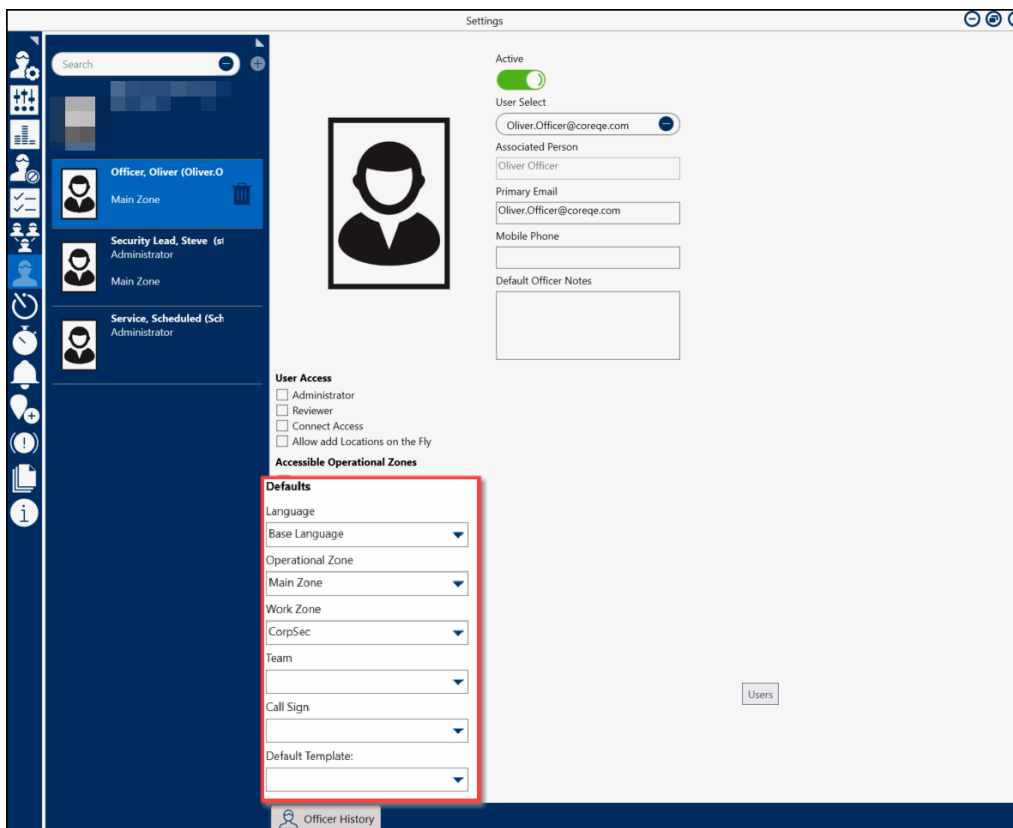 Settings
Search
Officer, Oliver (Oliver.O
Main Zone
Security Lead, Steve (st
Administrator
Main Zone
Service, Scheduled (Sch
Administrator
Active
User Select
Oliver.Officer@coreqe.com
Associated Person
Oliver Officer
Primary Email
Oliver.Officer@coreqe.com
Mobile Phone
Default Officer Notes
User Access
Administrator
Reviewer
Connect Access
Allow add Locations on the Fly
Accessible Operational Zones
Defaults
Language
Base Language
Operational Zone
Main Zone
Work Zone
CorpSec
Team
Call Sign
Default Template:
Users
Officer History